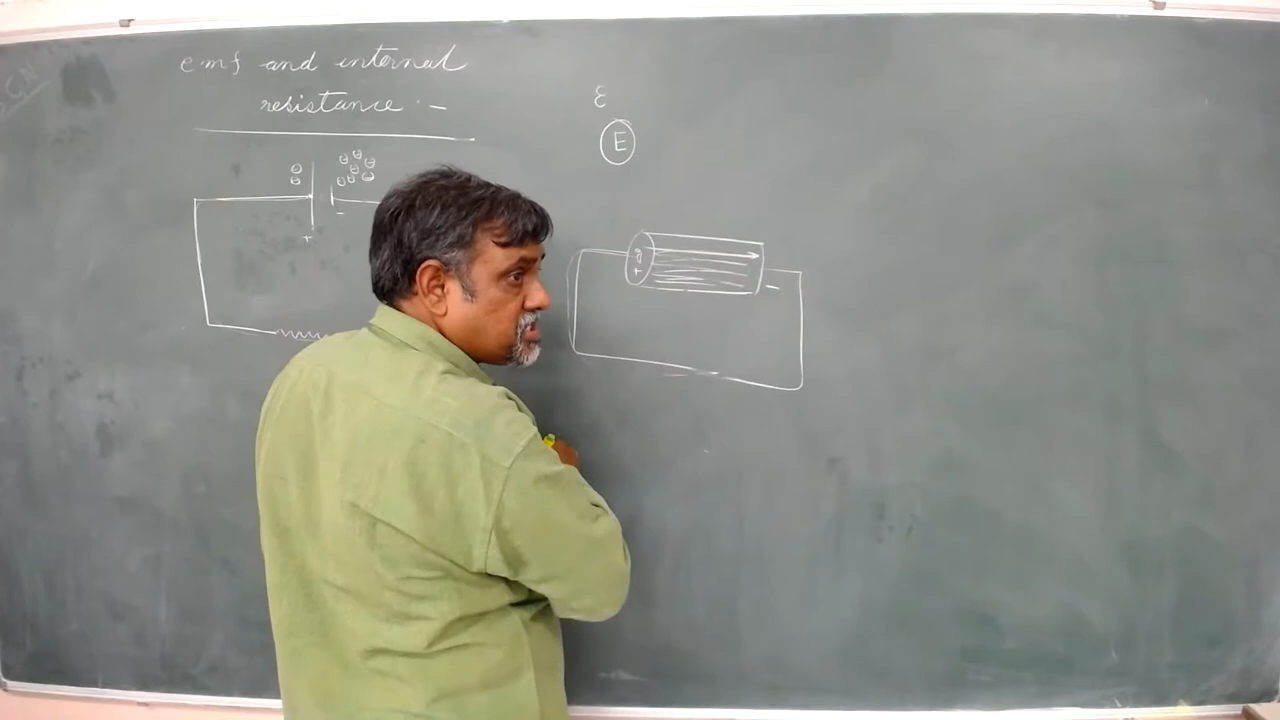 emf and internal
resistance. -
ε
E
+
-
q
+
-